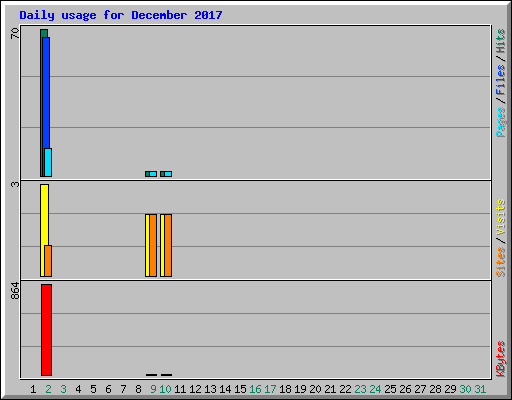 Daily usage for December 2017
70
Pages / Files / Hits
3
Sites / Visits
864
KBytes
1 2 3 4 5 6 7 8 9 10 11 12 13 14 15 16 17 18 19 20 21 22 23 24 25 26 27 28 29 30 31